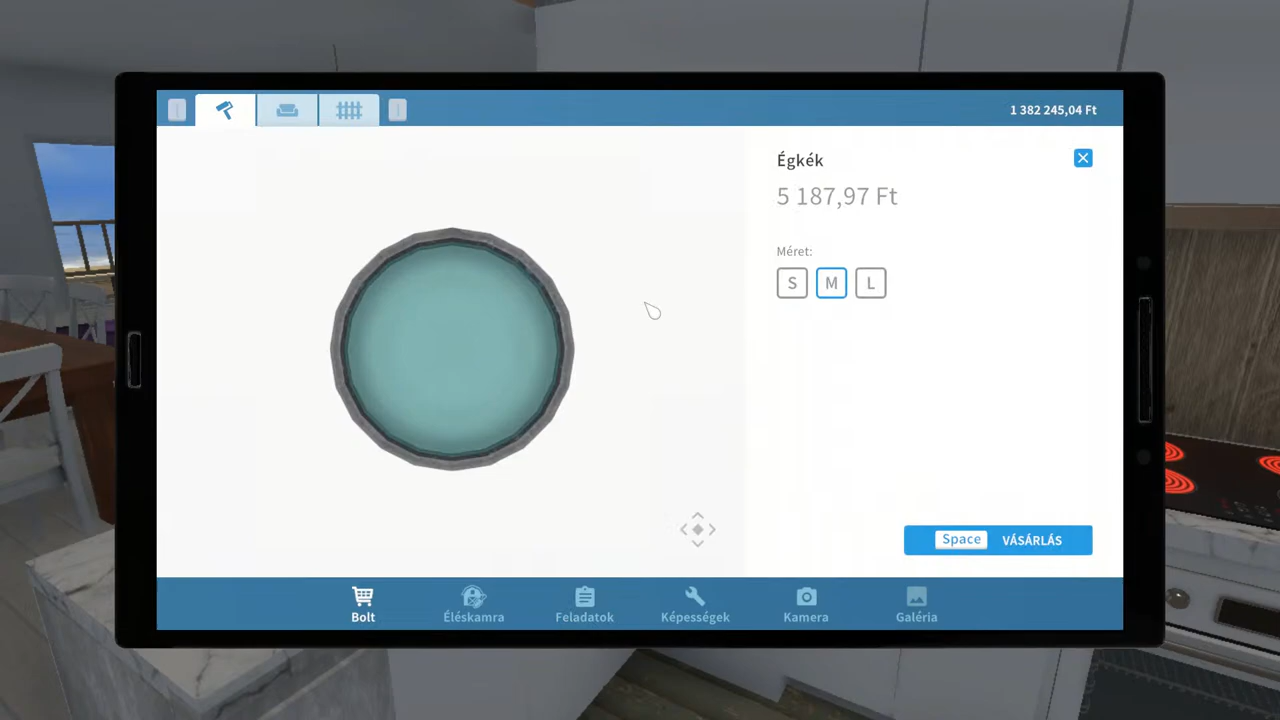 1 382 245,04 Ft
Égkék
5 187,97 Ft
Méret:
S M L
Space VÁSÁRLÁS
Bolt Éléskamra Feladatok Képességek Kamera Galéria